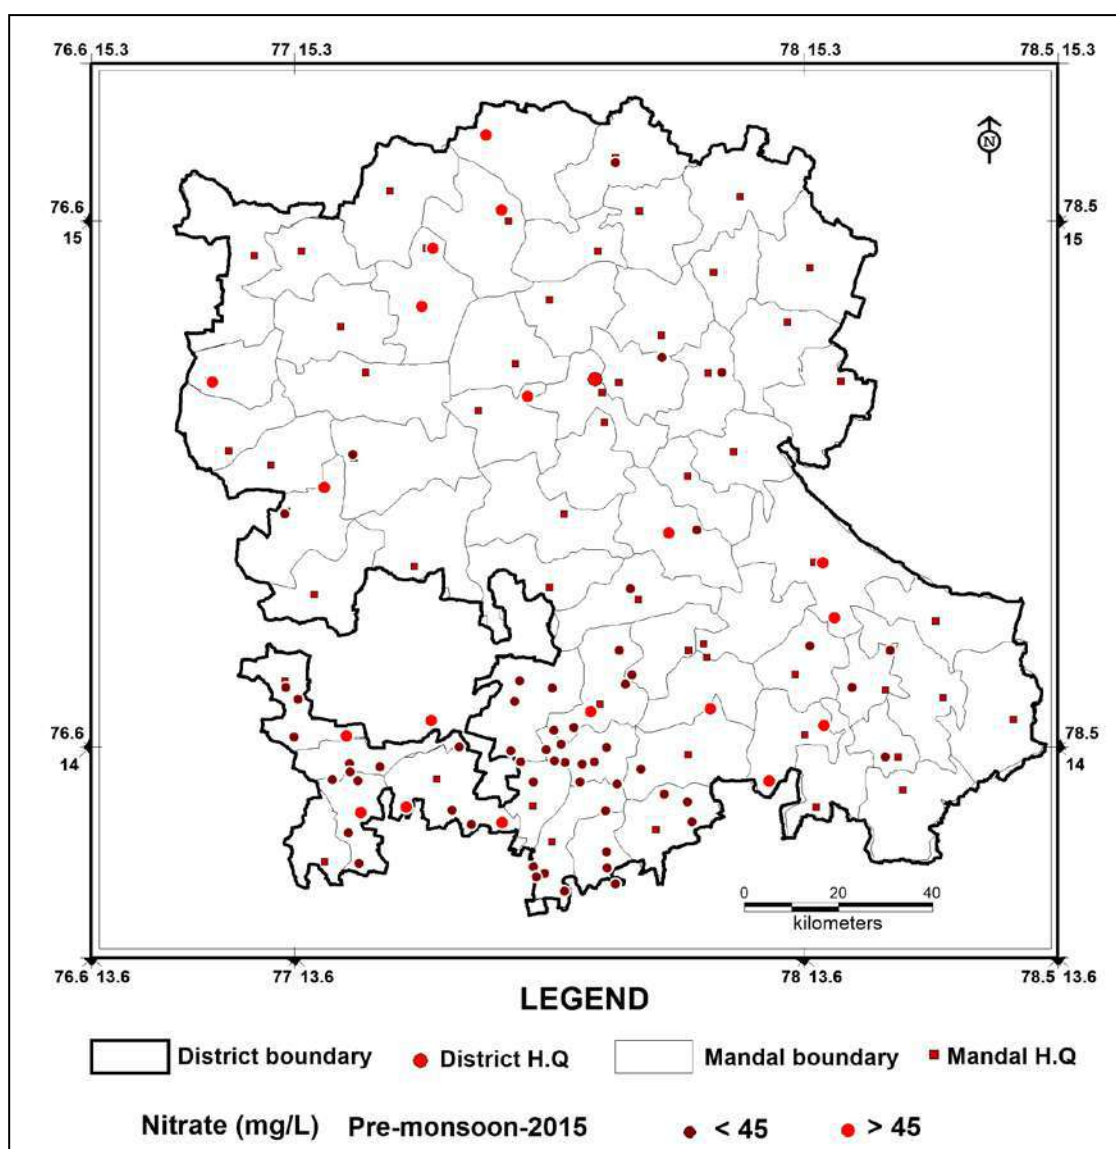 76.6 15.3 77 15.3 78 15.3 78.5 15.3
N
76.6 78.5
15 15
76.6 78.5
14 14
0 20 40
kilometers
76.6 13.6 77 13.6 78 13.6 78.5 13.6
LEGEND
District boundary District H.Q Mandal boundary Mandal H.Q
Nitrate (mg/L) Pre-monsoon-2015 < 45 > 45